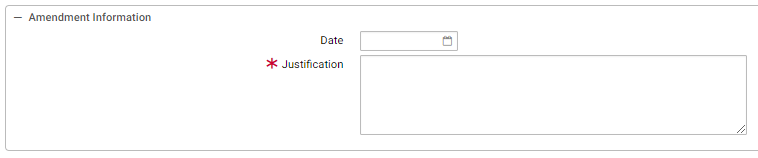 Amendment Information
Date
* Justification